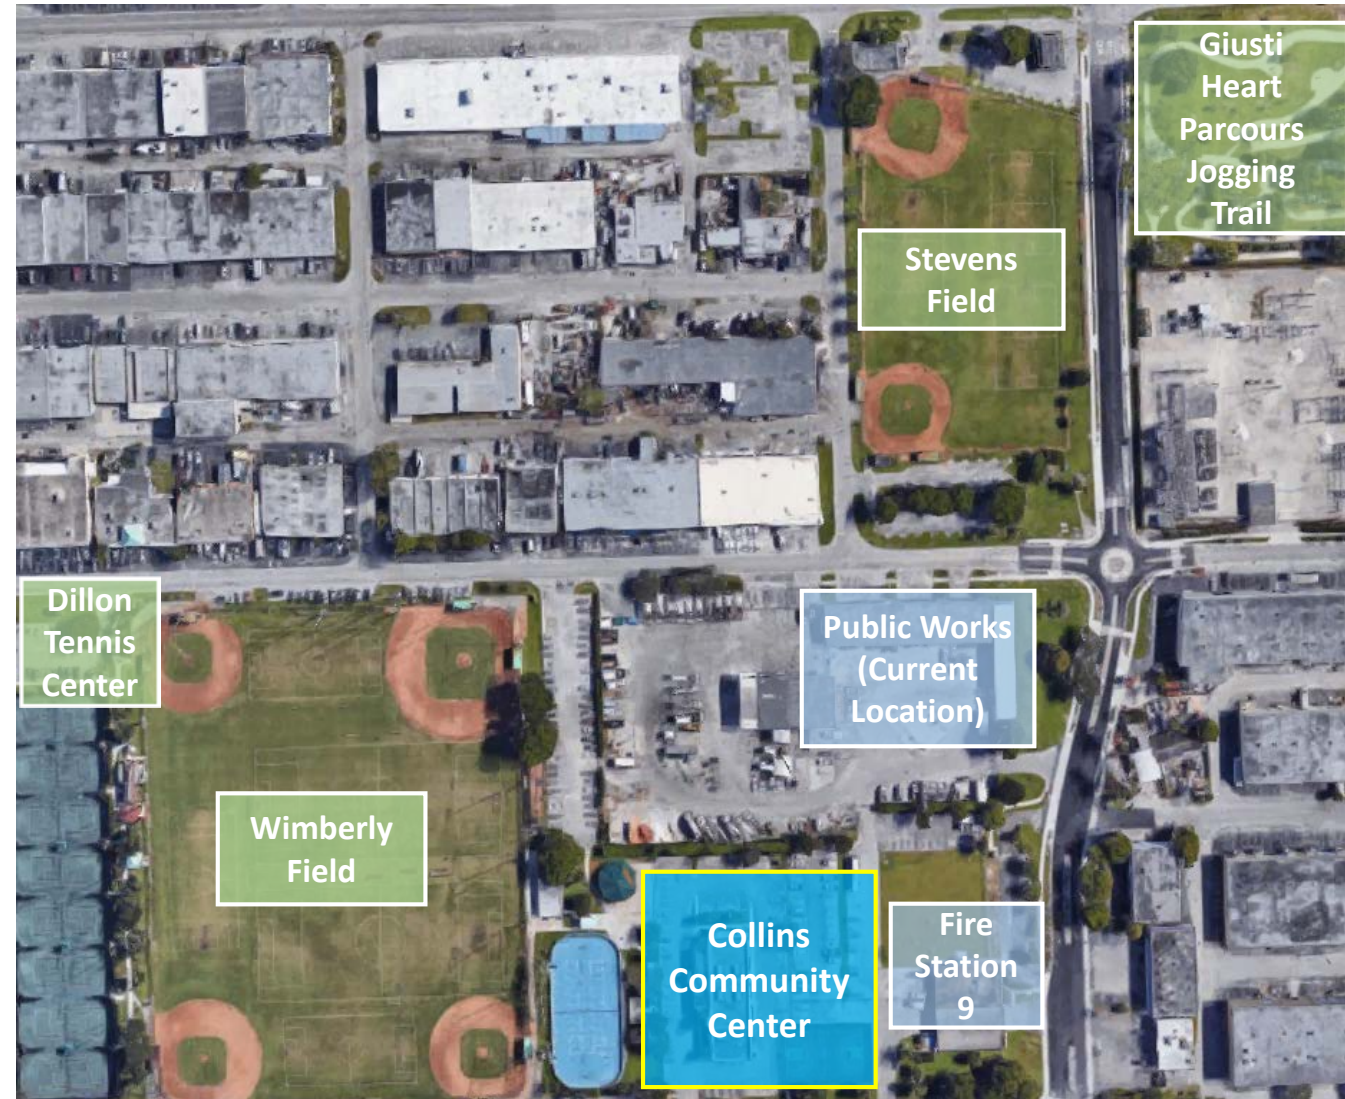 Giusti
Heart
Parcours
Jogging
Trail
Stevens
Field
Dillon
Tennis
Center
Public Works
(Current
Location)
Wimberly
Field
Collins
Community
Center
Fire
Station
9